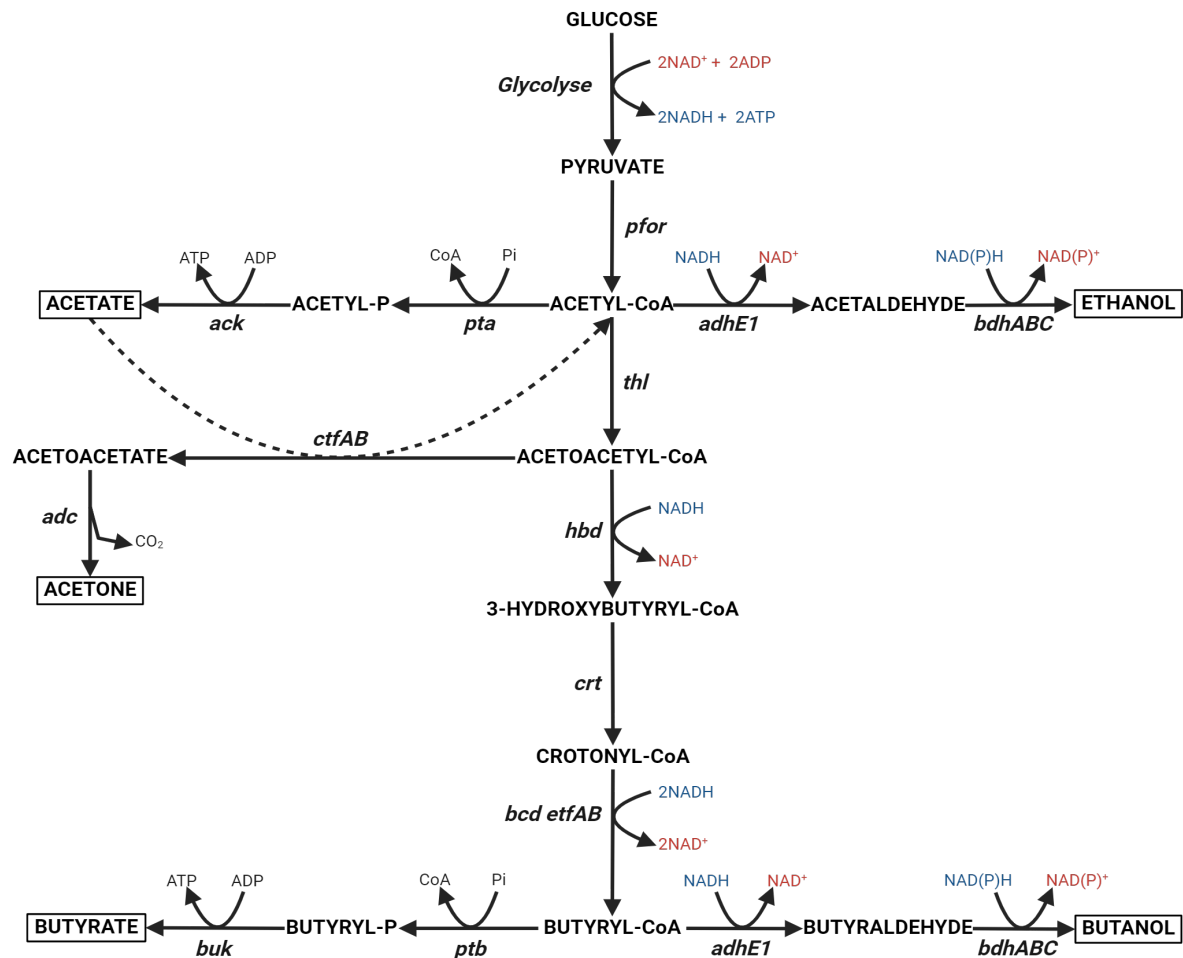 GLUCOSE
2NAD⁺ + 2ADP
Glycolyse
2NADH + 2ATP
PYRUVATE
pfor
ATP
ADP
CoA
Pi
NADH
NAD⁺
NAD(P)H
NAD(P)⁺
ACETATE
ACETYL-P
ACETYL-CoA
ACETALDEHYDE
ETHANOL
ack
pta
adhE1
bdhABC
thl
ctfAB
ACETOACETATE
ACETOACETYL-CoA
adc
CO₂
ACETONE
NADH
hbd
NAD⁺
3-HYDROXYBUTYRYL-CoA
crt
CROTONYL-CoA
2NADH
bcd etfAB
2NAD⁺
ATP
ADP
CoA
Pi
NADH
NAD⁺
NAD(P)H
NAD(P)⁺
BUTYRATE
BUTYRYL-P
BUTYRYL-CoA
BUTYRALDEHYDE
BUTANOL
buk
ptb
adhE1
bdhABC